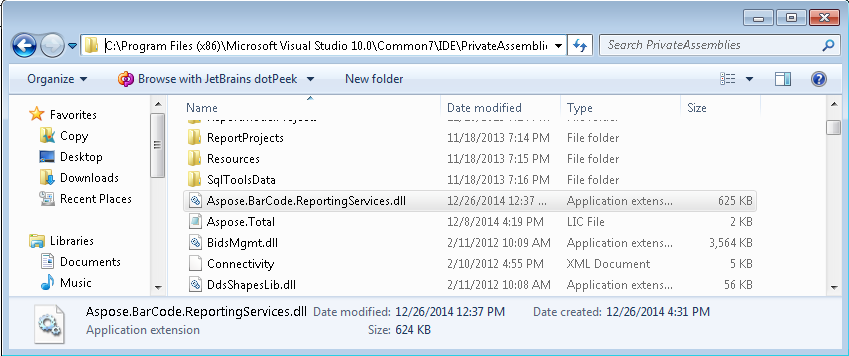 C:\Program Files (x86)\Microsoft Visual Studio 10.0\Common7\IDE\PrivateAssemblie Search PrivateAssemblies
Organize Browse with JetBrains dotPeek New folder
Favorites
Copy
Desktop
Downloads
Recent Places
Libraries
Documents
Music
Name Date modified Type Size
ReportProjects 11/18/2013 7:14 PM File folder
Resources 11/18/2013 7:15 PM File folder
SqlToolsData 11/18/2013 7:16 PM File folder
Aspose.BarCode.ReportingServices.dll 12/26/2014 12:37 ... Application extens... 625 KB
Aspose.Total 12/8/2014 4:19 PM LIC File 2 KB
BidsMgmt.dll 2/11/2012 10:09 AM Application extens... 3,564 KB
Connectivity 2/10/2012 4:55 PM XML Document 5 KB
DdsShapesLib.dll 2/11/2012 10:08 AM Application extens... 56 KB
Aspose.BarCode.ReportingServices.dll Date modified: 12/26/2014 12:37 PM Date created: 12/26/2014 4:31 PM
Application extension Size: 624 KB